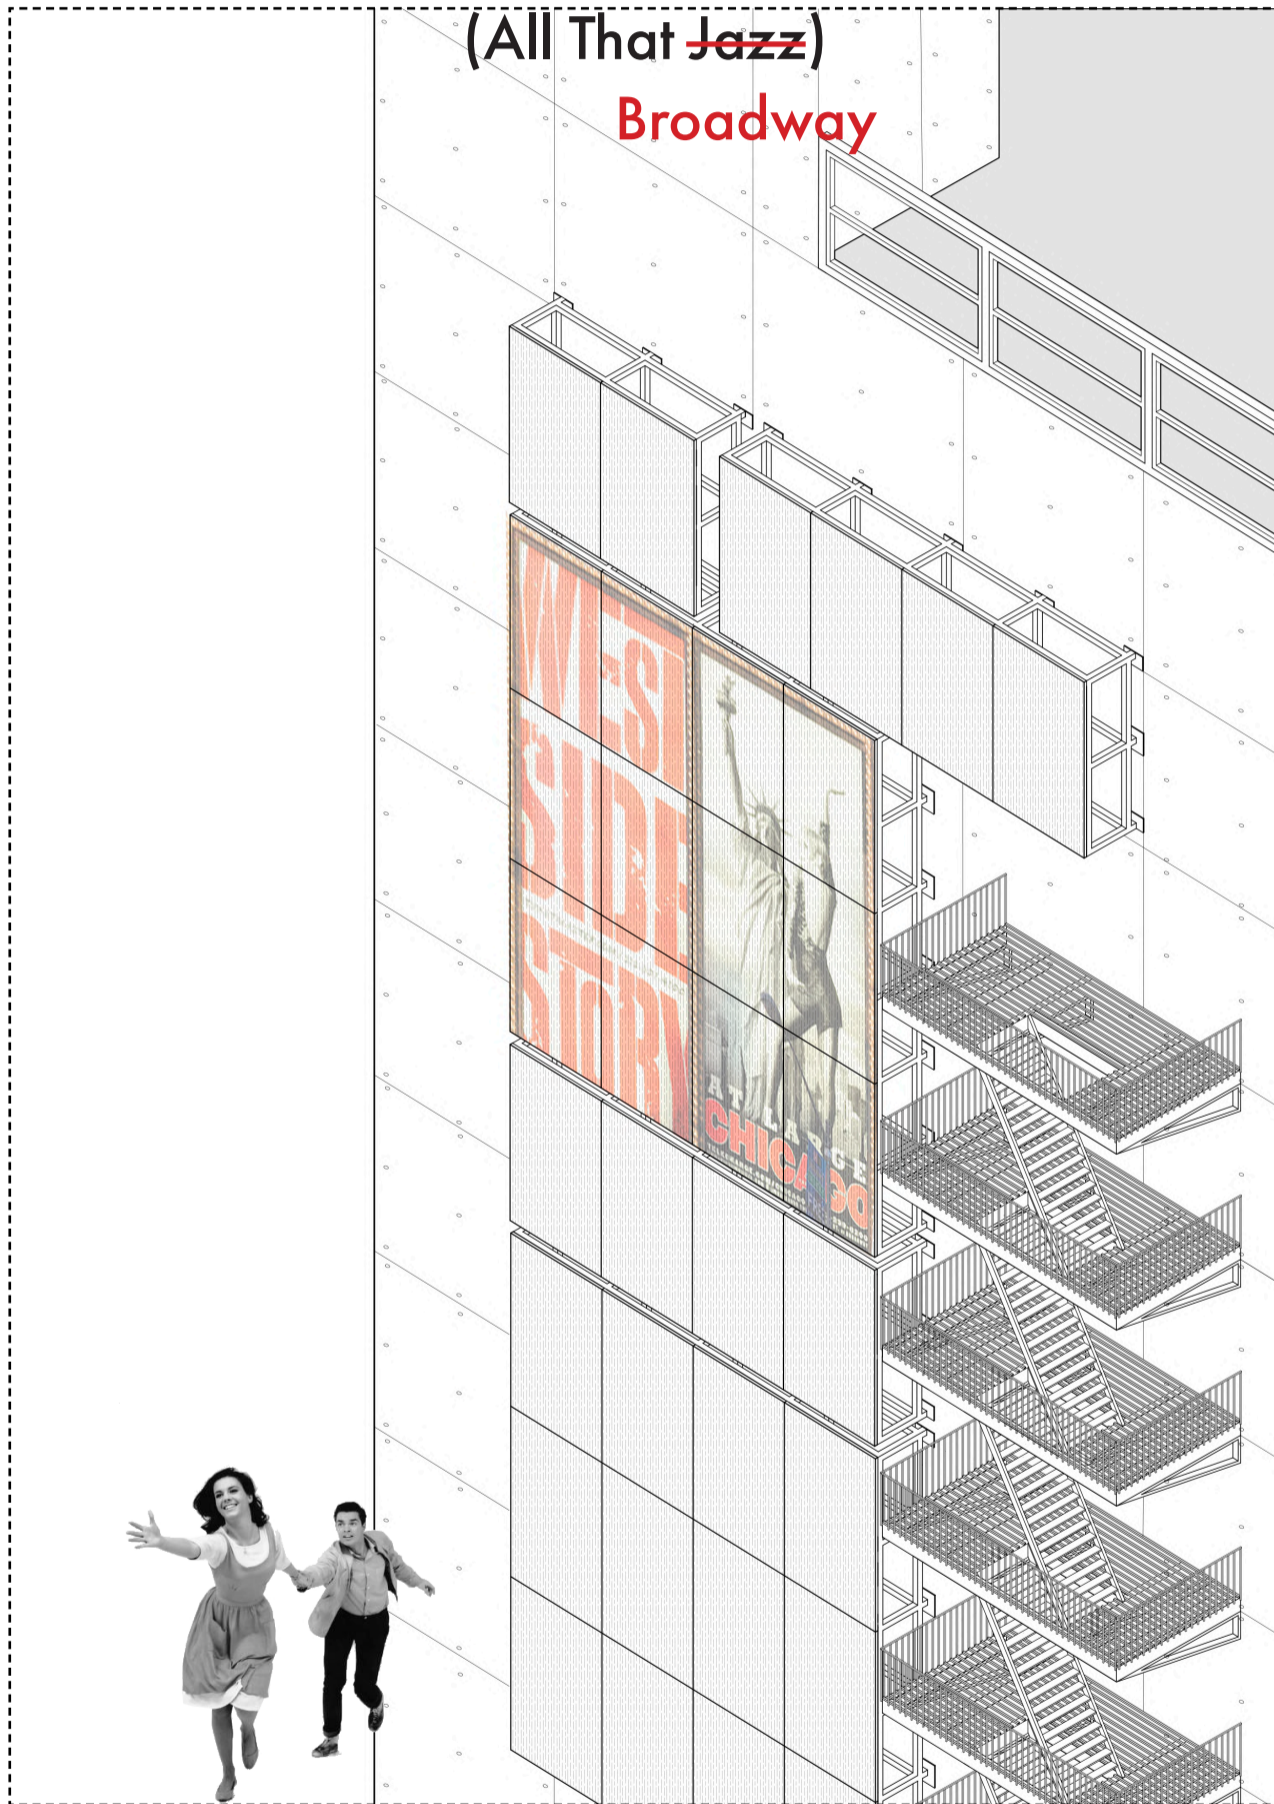 (All That Jazz)
Broadway
WEST
SIDE
STORY
AT LARGE
CHICAGO